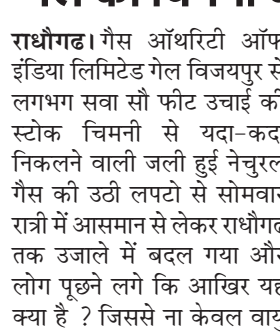 राधौगढ। गैस ऑथरिटी ऑफ
इंडिया लिमिटेड गेल विजयपुर से
लगभग सवा सौ फीट उचाई की
स्टोक चिमनी से यदा-कदा
निकलने वाली जली हुई नेचुरल
गैस की उठी लपटो से सोमवार
रात्री में आसमान से लेकर राधौगढ
तक उजाले में बदल गया और
लोग पूछने लगे कि आखिर यह
क्या है ? जिससे ना केवल वायु